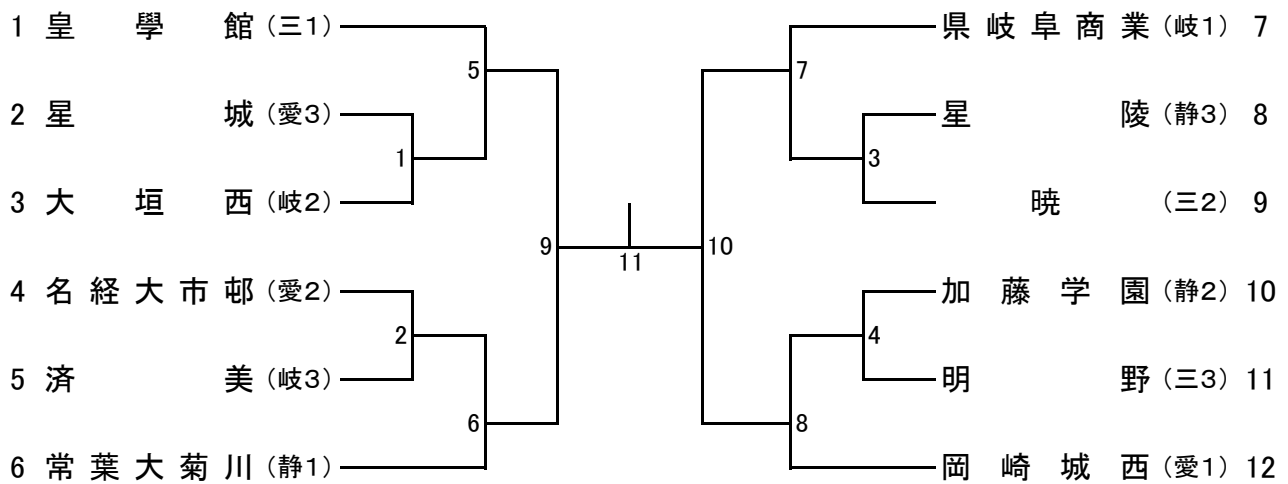 1 皇學館 (三1)
2 星城 (愛3)
3 大垣西 (岐2)
4 名経大市邨 (愛2)
5 済美 (岐3)
6 常葉大菊川 (静1)
5
1
2
6
9
11
10
7
3
4
8
県岐阜商業 (岐1) 7
星陵 (静3) 8
暁 (三2) 9
加藤学園 (静2) 10
明野 (三3) 11
岡崎城西 (愛1) 12